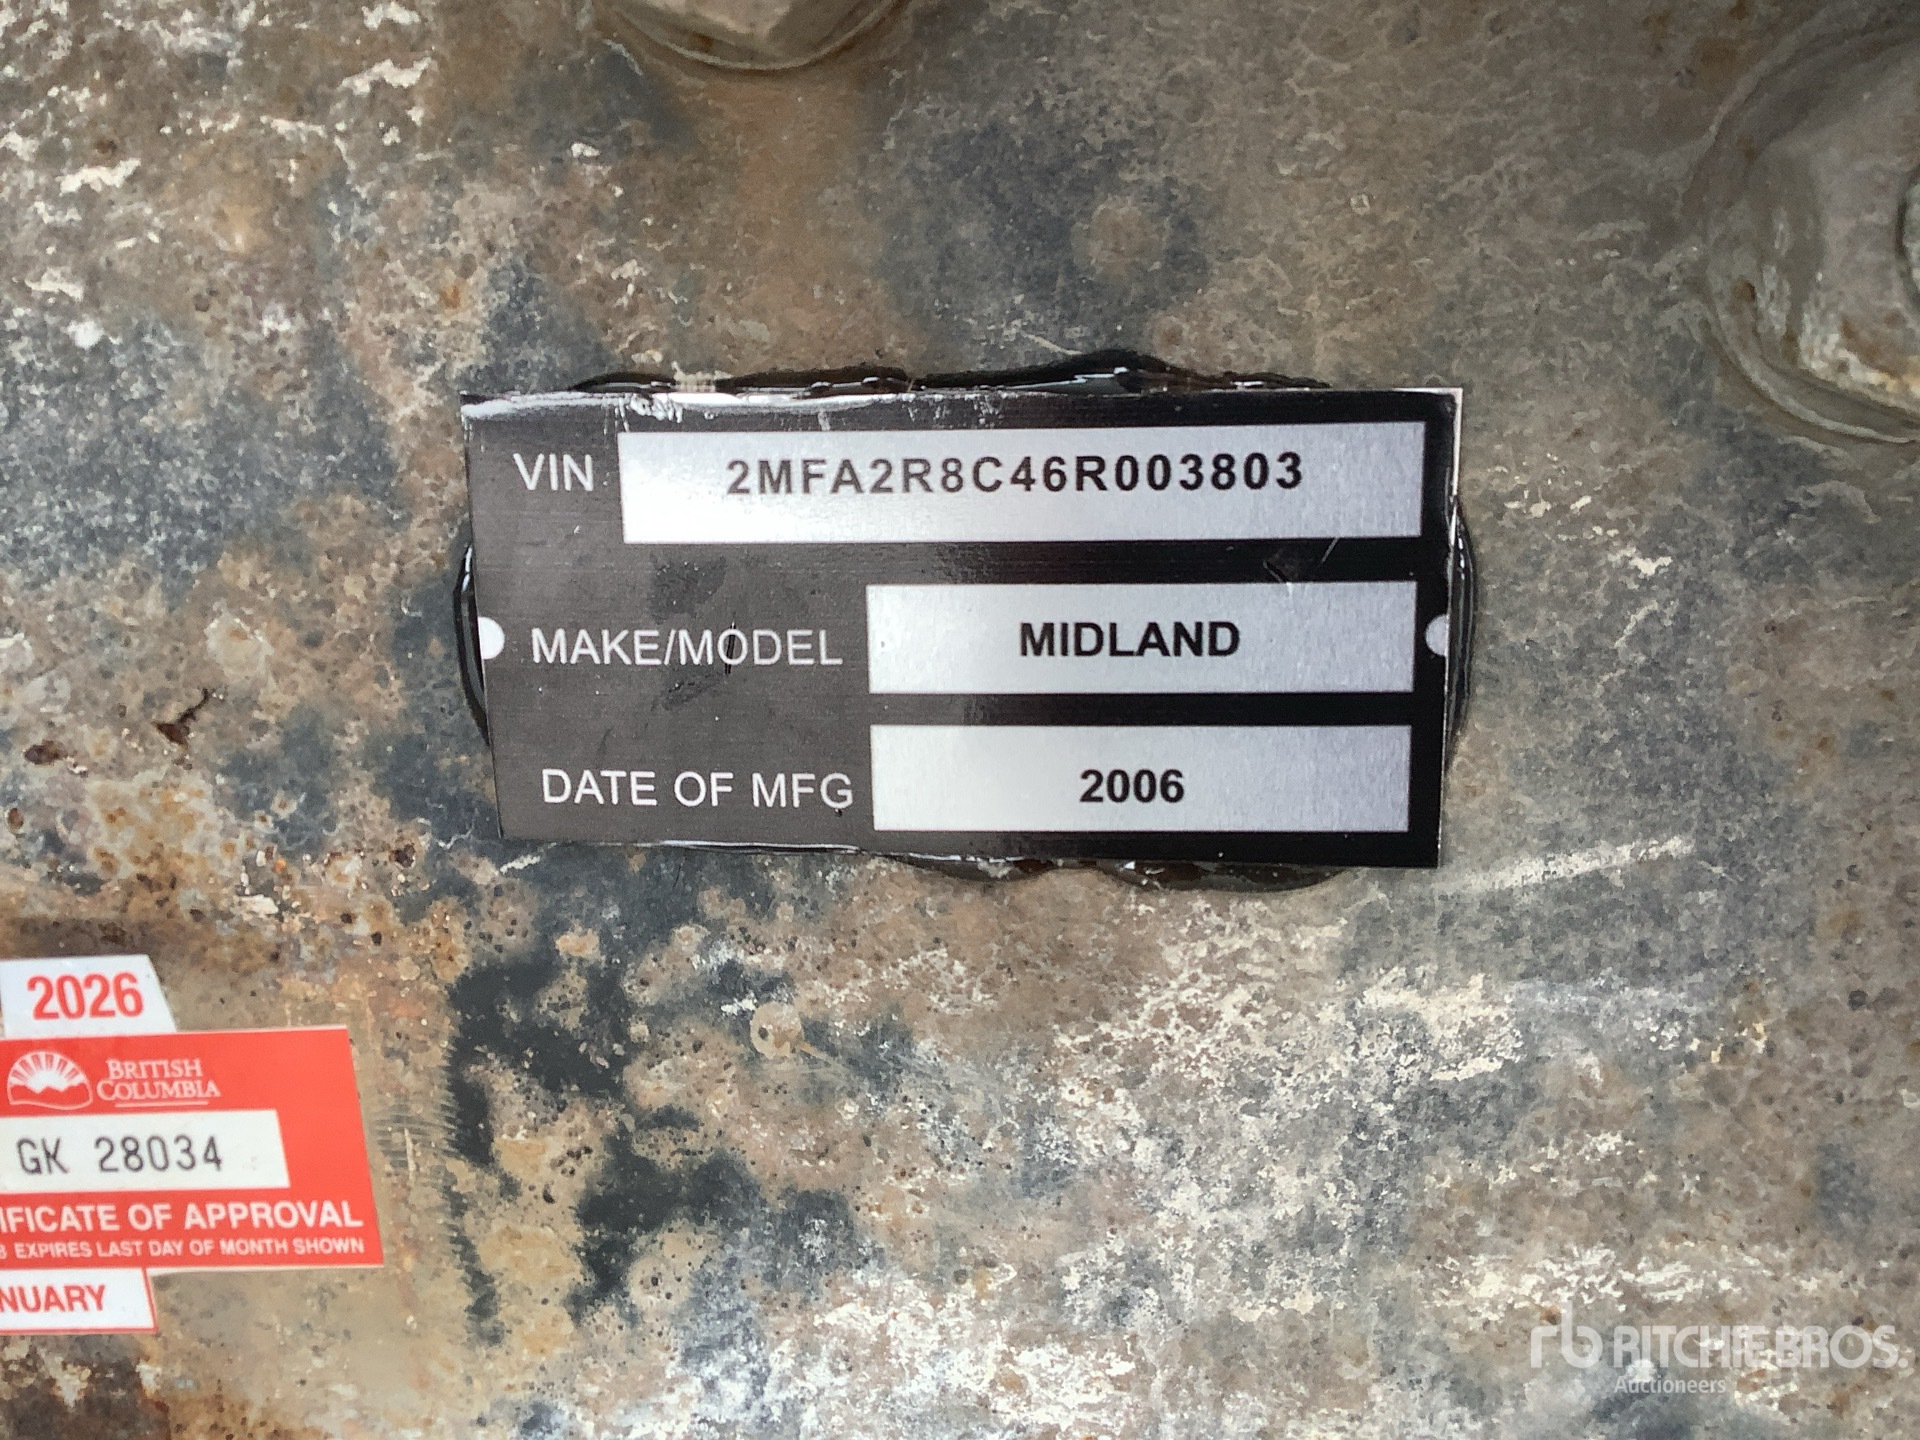 VIN 2MFA2R8C46R003803
MAKE/MODEL MIDLAND
DATE OF MFG 2006
2026
BRITISH
COLUMBIA
GK 28034
IFICATE OF APPROVAL
EXPIRES LAST DAY OF MONTH SHOWN
NUARY
rb RITCHIE BROS.
Auctioneers